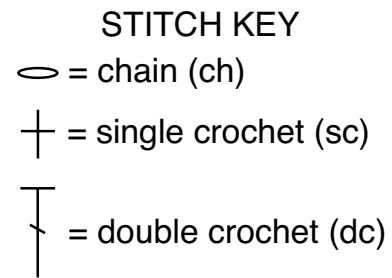 STITCH KEY
= chain (ch)
= single crochet (sc)
= double crochet (dc)